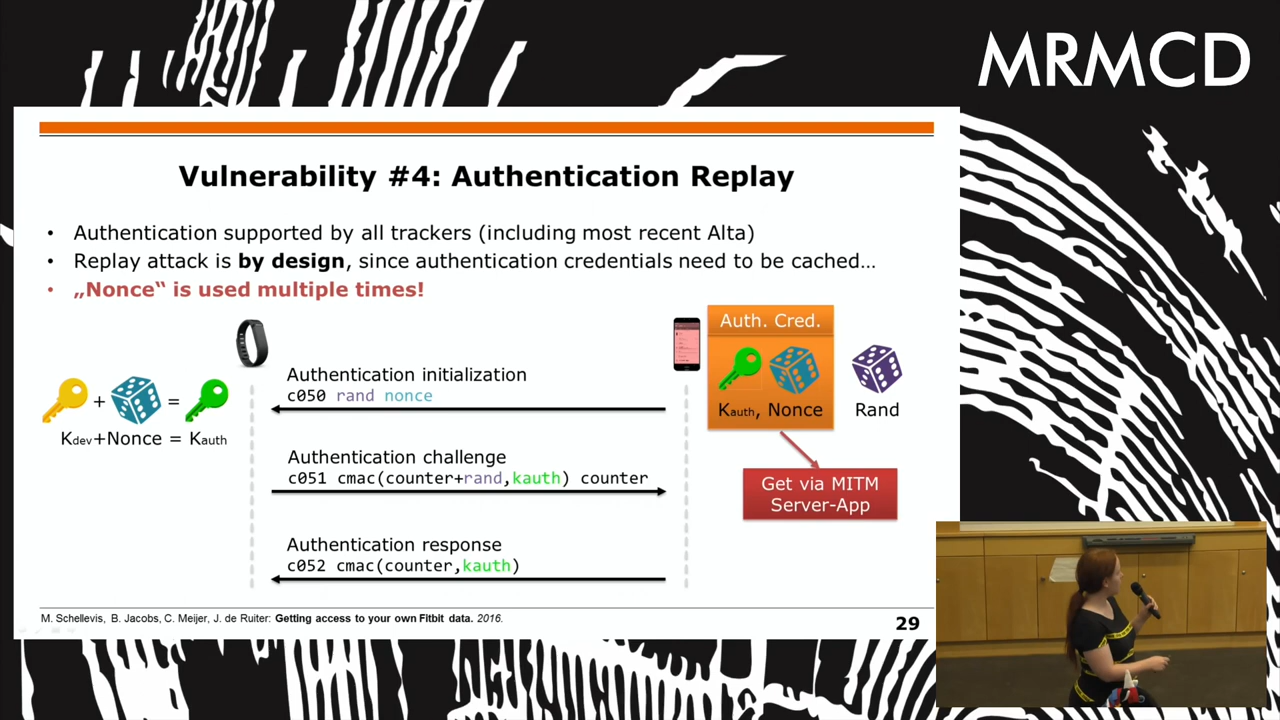 MRMCD
Vulnerability #4: Authentication Replay
• Authentication supported by all trackers (including most recent Alta)
• Replay attack is by design, since authentication credentials need to be cached…
• „Nonce“ is used multiple times!
Auth. Cred.
Authentication initialization
c050 rand nonce
+
=
Kauth, Nonce
Rand
Kdev+Nonce = Kauth
Authentication challenge
c051 cmac(counter+rand,kauth) counter
Get via MITM
Server-App
Authentication response
c052 cmac(counter,kauth)
M. Schellevis, B. Jacobs, C. Meijer, J. de Ruiter: Getting access to your own Fitbit data. 2016.
29